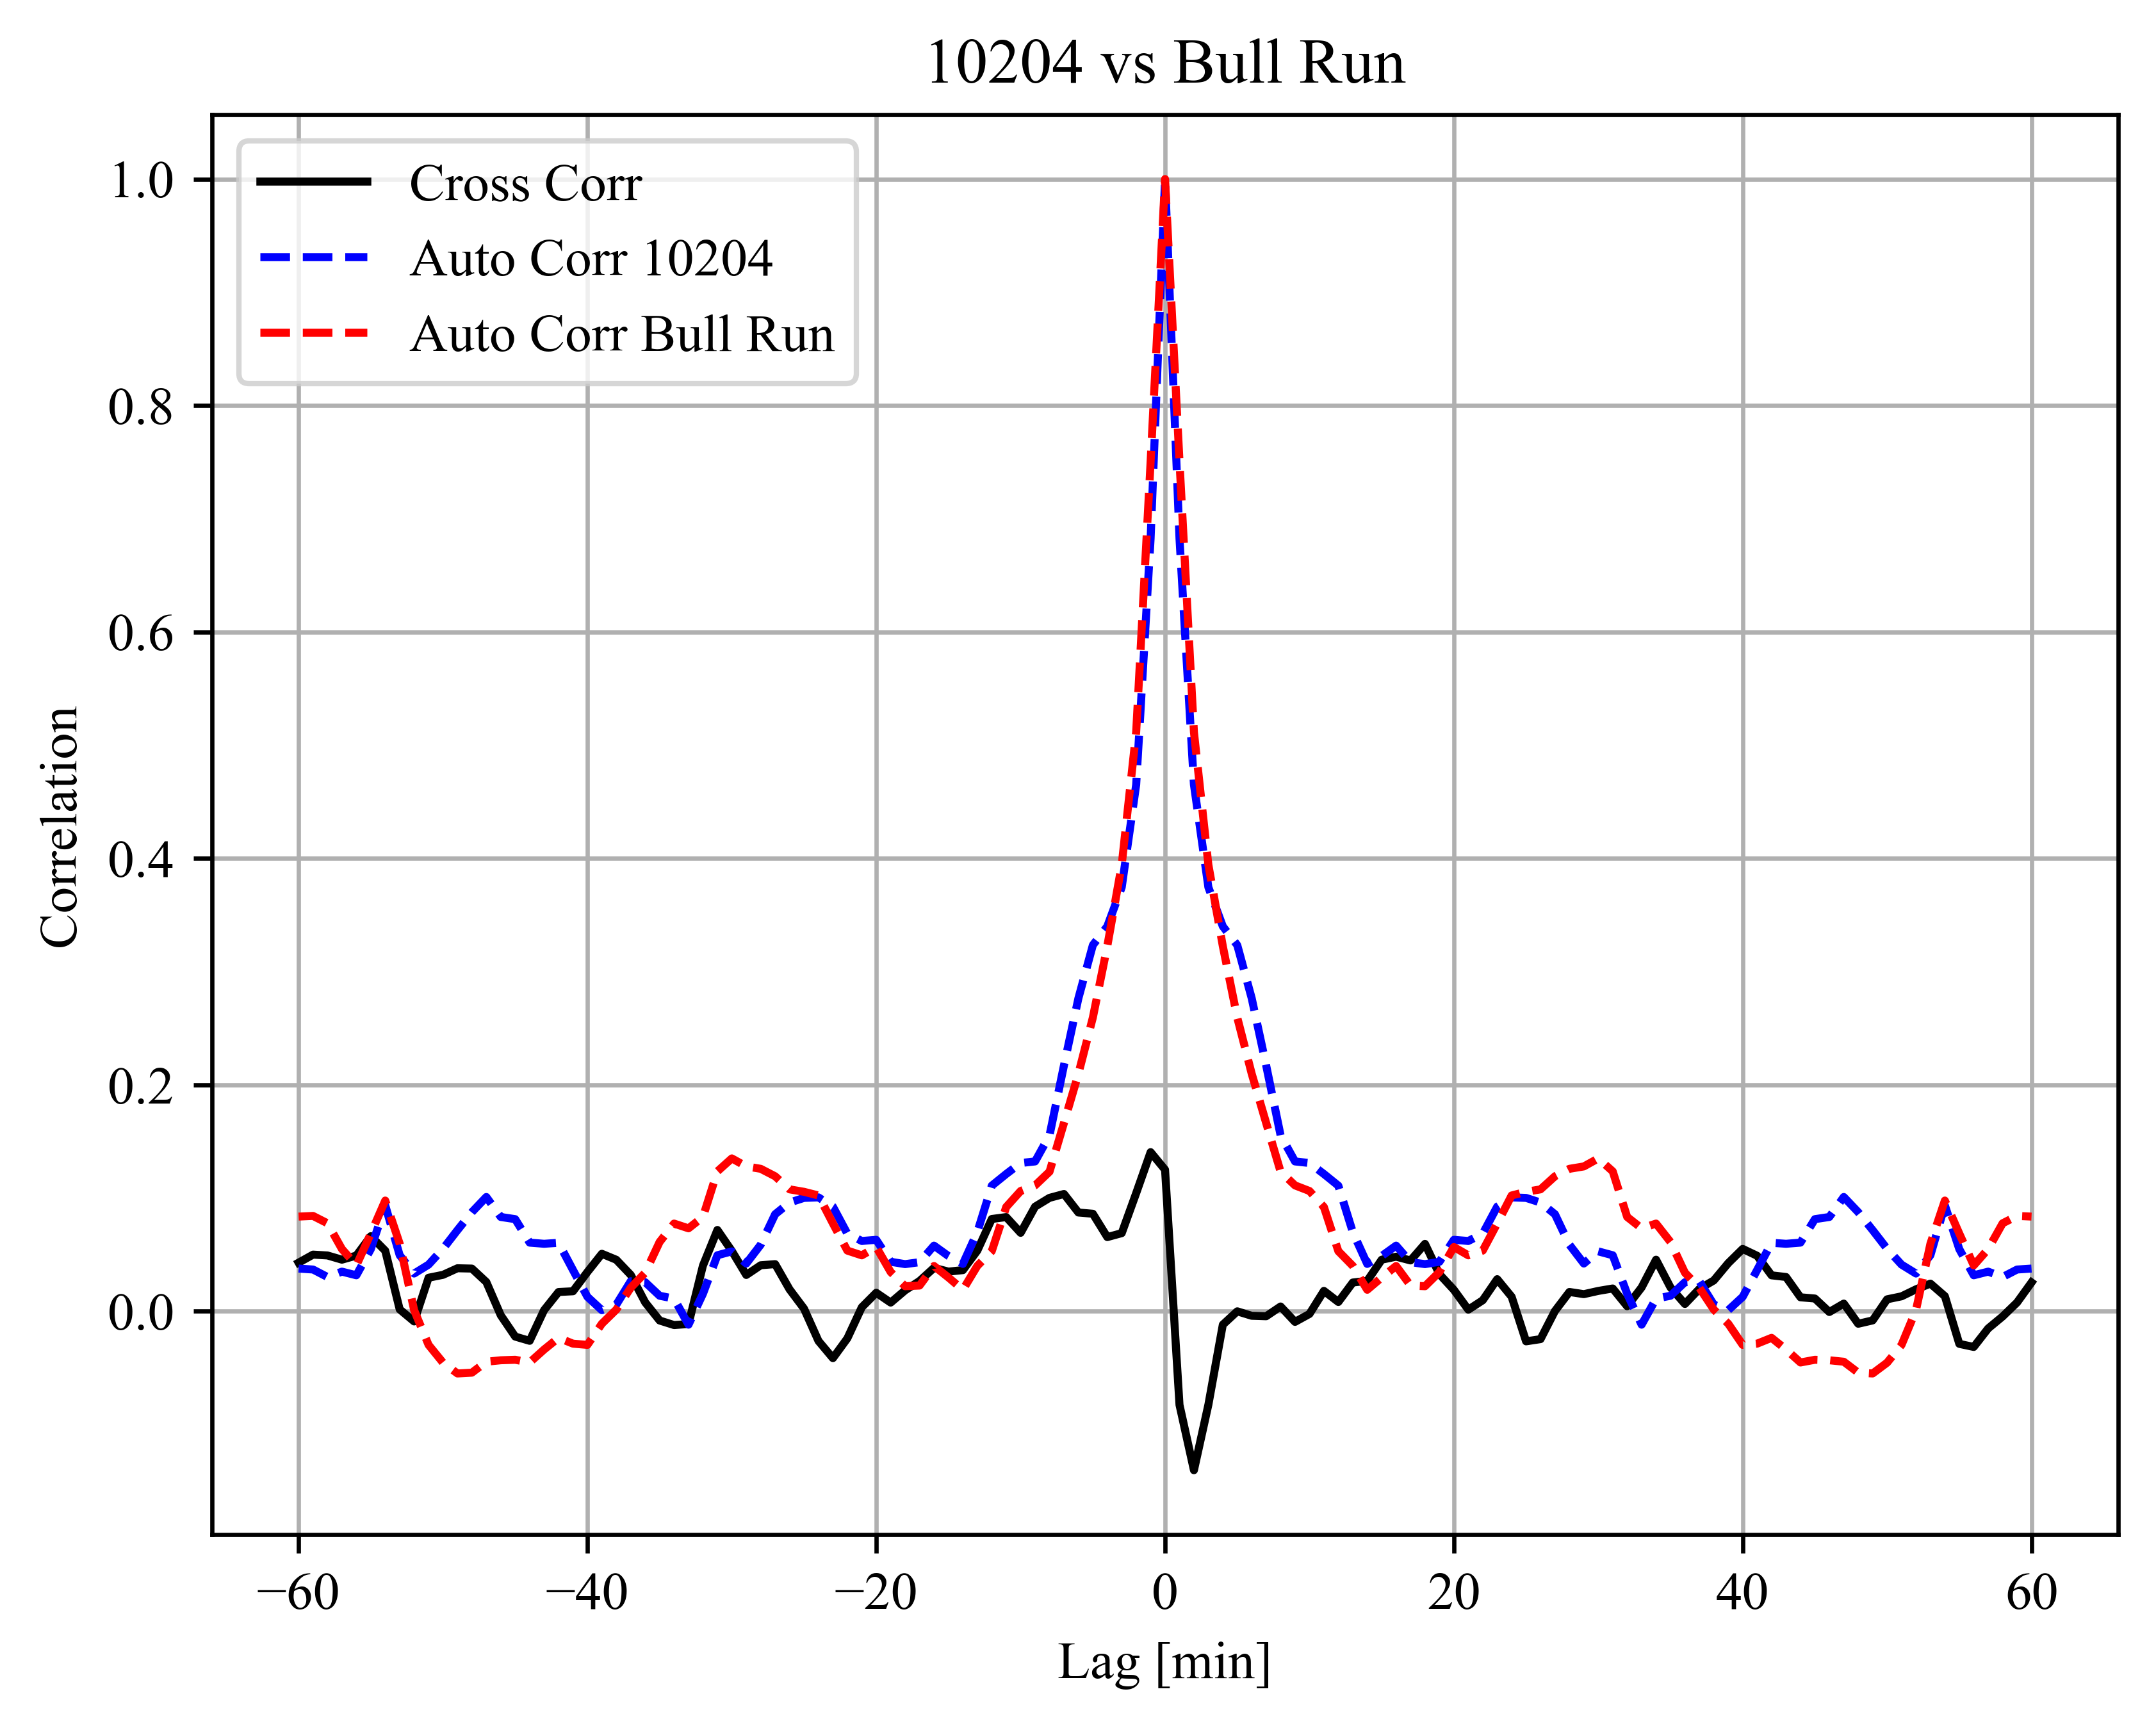 10204 vs Bull Run
Cross Corr
Auto Corr 10204
Auto Corr Bull Run
1.0
0.8
0.6
0.4
0.2
0.0
Correlation
−60 −40 −20 0 20 40 60
Lag [min]